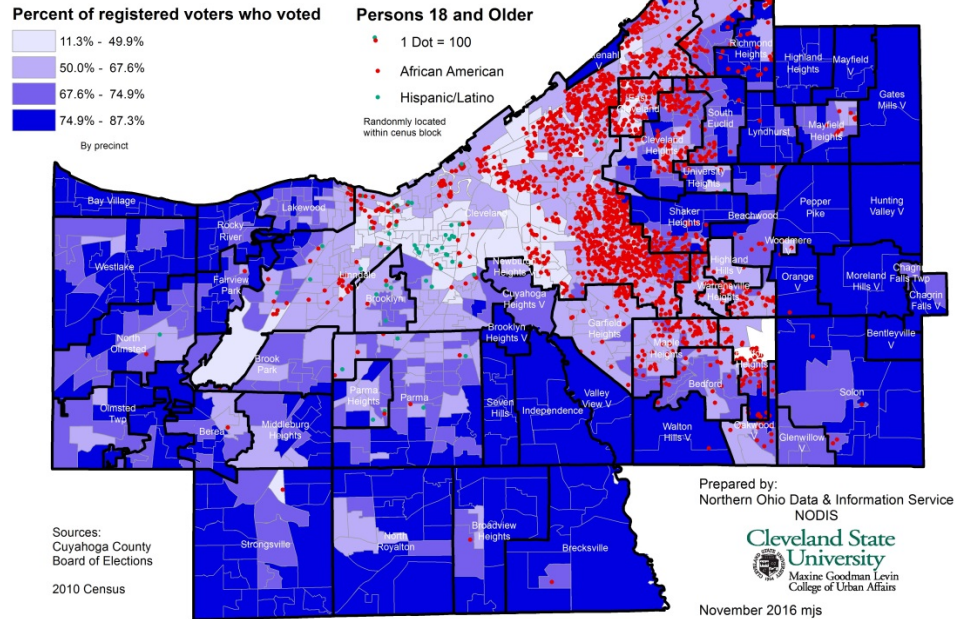 Percent of registered voters who voted
11.3% - 49.9%
50.0% - 67.6%
67.6% - 74.9%
74.9% - 87.3%
By precinct
Persons 18 and Older
1 Dot = 100
African American
Hispanic/Latino
Randonmly located
within cenus block
Richmond
Heights
Highland
Heights
Mayfield
V
Gates
Mills V
South
Euclid
Lyndhurst
Mayfield
Heights
Cleveland
Heights
University
Heights
Bay Village
Lakewood
Rocky
River
Cleveland
Shaker
Heights
Beachwood
Pepper
Pike
Hunting
Valley V
Westlake
Fairview
Park
Brooklyn
Newburgh
Heights V
Cuyahoga
Heights V
Highland
Hills V
Woodmere
V
Warrensville
Heights
Orange
V
Moreland
Hills V
Chagrin
Falls Twp
Chagrin
Falls V
Brooklyn
Heights V
Garfield
Heights
Heights
Heights
Bentleyville
V
North
Olmsted
Brook
Park
Parma
Heights
Parma
Seven
Hills
Independence
Valley
View V
Bedford
Solon
Olmsted
Twp
Berea
Middleburg
Heights
Walton
Hills V
Oakwood
V
Glenwillow
V
Strongsville
North
Royalton
Broadview
Heights
Brecksville
Sources:
Cuyahoga County
Board of Elections
2010 Census
Prepared by:
Northern Ohio Data & Information Service
NODIS
Cleveland State
University
Maxine Goodman Levin
College of Urban Affairs
November 2016 mjs